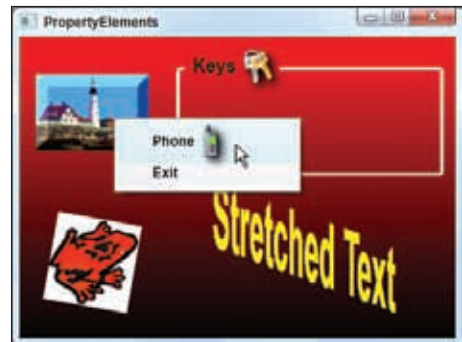 PropertyElements
Keys
Phone
Exit
Stretched Text